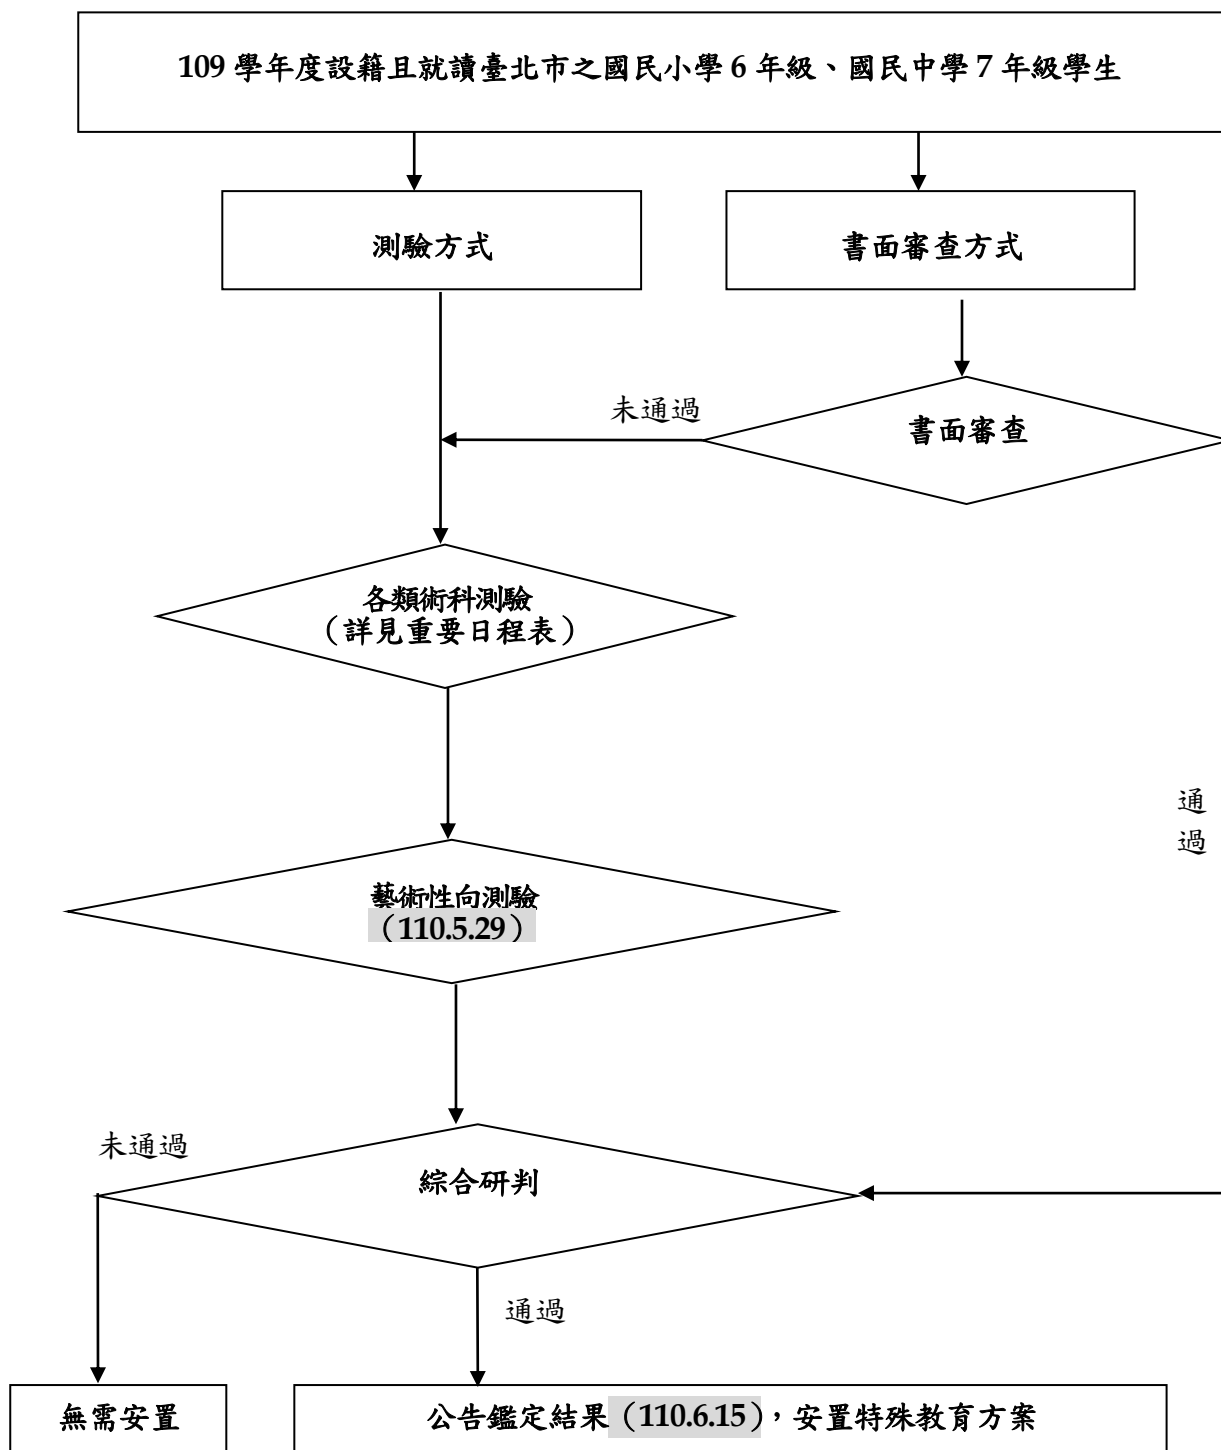 109 學年度設籍且就讀臺北市之國民小學 6 年級、國民中學 7 年級學生
測驗方式
書面審查方式
未通過
書面審查
各類術科測驗
（詳見重要日程表）
通
過
藝術性向測驗
（110.5.29）
未通過
綜合研判
通過
無需安置
公告鑑定結果（110.6.15），安置特殊教育方案